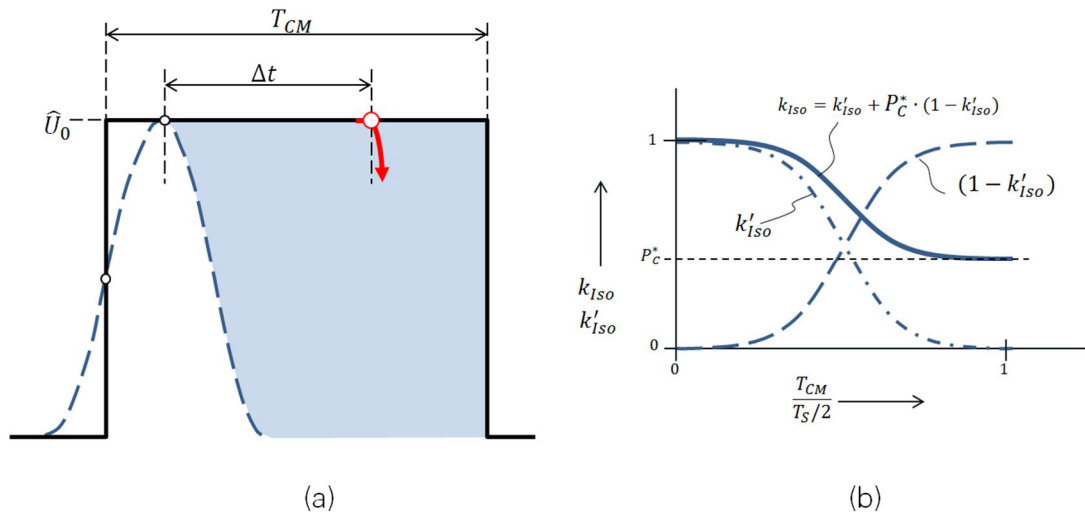 T_CM
Δt
Û₀
(a)
k_Iso = k′_Iso + P*_C · (1 − k′_Iso)
1
(1 − k′_Iso)
k′_Iso
P*_C
k_Iso
k′_Iso
0
0
1
T_CM
T_S/2
(b)